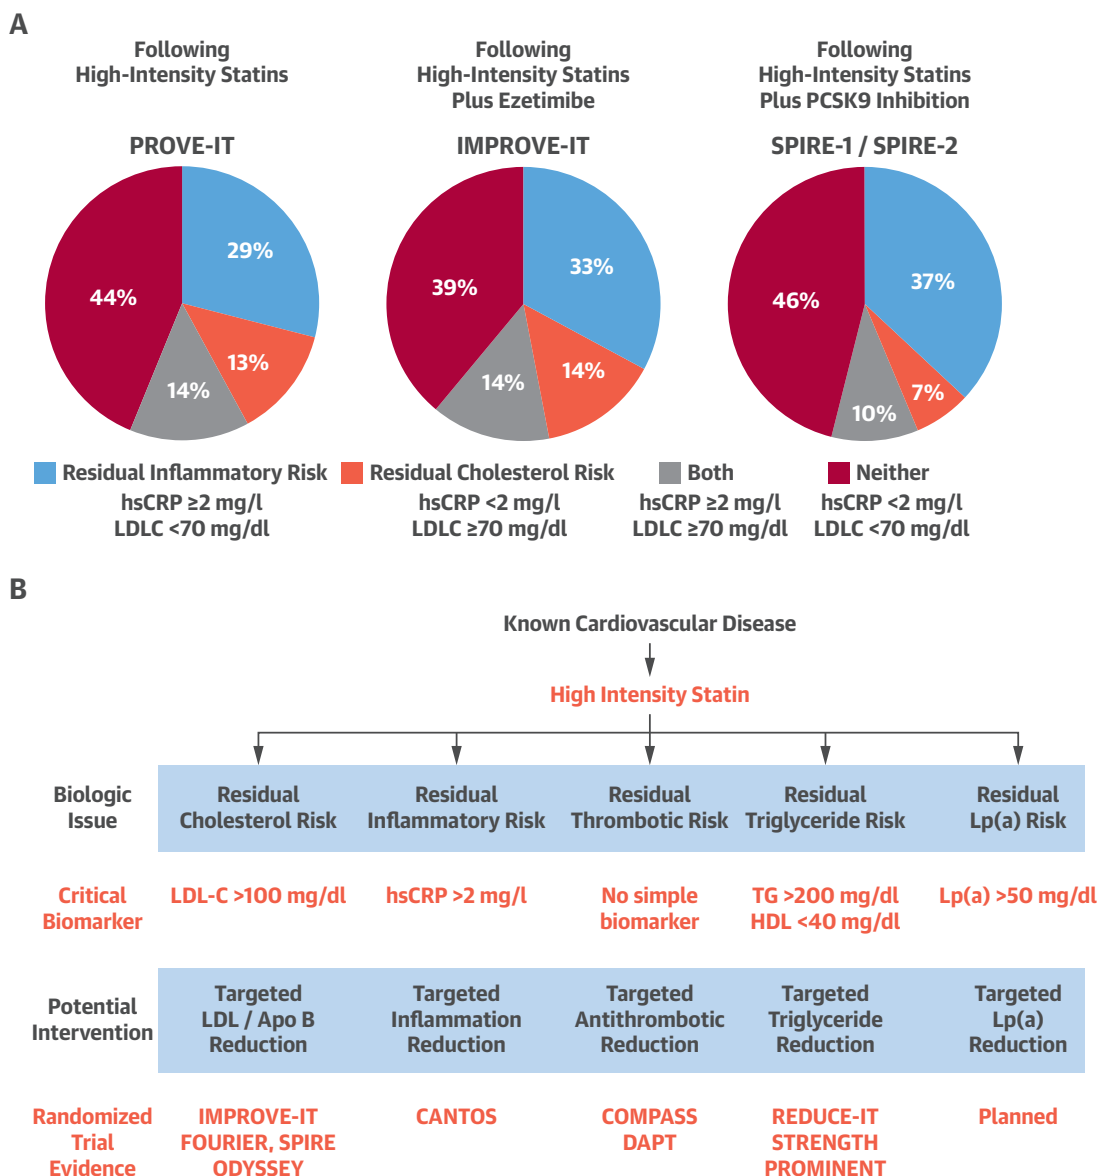 A
Following
High-Intensity Statins
PROVE-IT
29%
13%
14%
44%
Following
High-Intensity Statins
Plus Ezetimibe
IMPROVE-IT
33%
14%
14%
39%
Following
High-Intensity Statins
Plus PCSK9 Inhibition
SPIRE-1 / SPIRE-2
37%
7%
10%
46%
Residual Inflammatory Risk
hsCRP ≥2 mg/l
LDLC <70 mg/dl
Residual Cholesterol Risk
hsCRP <2 mg/l
LDLC ≥70 mg/dl
Both
hsCRP ≥2 mg/l
LDLC ≥70 mg/dl
Neither
hsCRP <2 mg/l
LDLC <70 mg/dl
B
Known Cardiovascular Disease
High Intensity Statin
Biologic
Issue
Residual
Cholesterol Risk
Residual
Inflammatory Risk
Residual
Thrombotic Risk
Residual
Triglyceride Risk
Residual
Lp(a) Risk
Critical
Biomarker
LDL-C >100 mg/dl
hsCRP >2 mg/l
No simple
biomarker
TG >200 mg/dl
HDL <40 mg/dl
Lp(a) >50 mg/dl
Potential
Intervention
Targeted
LDL / Apo B
Reduction
Targeted
Inflammation
Reduction
Targeted
Antithrombotic
Reduction
Targeted
Triglyceride
Reduction
Targeted
Lp(a)
Reduction
Randomized
Trial
Evidence
IMPROVE-IT
FOURIER, SPIRE
ODYSSEY
CANTOS
COMPASS
DAPT
REDUCE-IT
STRENGTH
PROMINENT
Planned